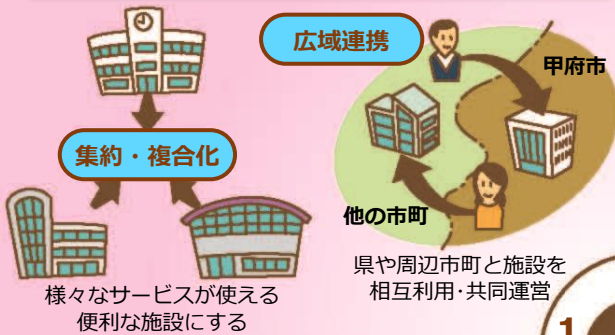 広域連携
甲府市
集約・複合化
他の市町
様々なサービスが使える
便利な施設にする
県や周辺市町と施設を
相互利用・共同運営
1